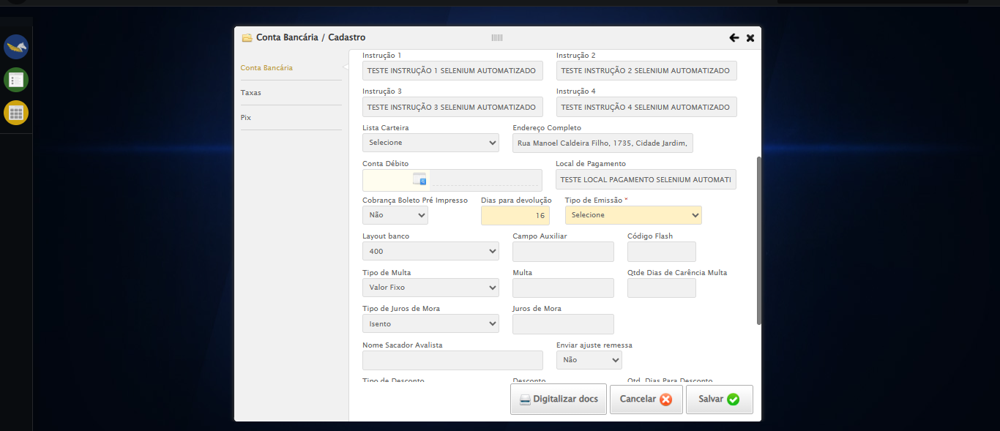 Conta Bancária / Cadastro
Conta Bancária
Taxas
Pix
Instrução 1 Instrução 2
TESTE INSTRUÇÃO 1 SELENIUM AUTOMATIZADO TESTE INSTRUÇÃO 2 SELENIUM AUTOMATIZADO
Instrução 3 Instrução 4
TESTE INSTRUÇÃO 3 SELENIUM AUTOMATIZADO TESTE INSTRUÇÃO 4 SELENIUM AUTOMATIZADO
Lista Carteira Endereço Completo
Selecione Rua Manoel Caldeira Filho, 1735, Cidade Jardim,
Conta Débito Local de Pagamento
TESTE LOCAL PAGAMENTO SELENIUM AUTOMATI
Cobrança Boleto Pré Impresso Dias para devolução Tipo de Emissão *
Não 16 Selecione
Layout banco Campo Auxiliar Código Flash
400
Tipo de Multa Multa Qtde Dias de Carência Multa
Valor Fixo
Tipo de Juros de Mora Juros de Mora
Isento
Nome Sacador Avalista Enviar ajuste remessa
Não
Tipo de Desconto Desconto Qtd. Dias Para Desconto
Digitalizar docs Cancelar Salvar